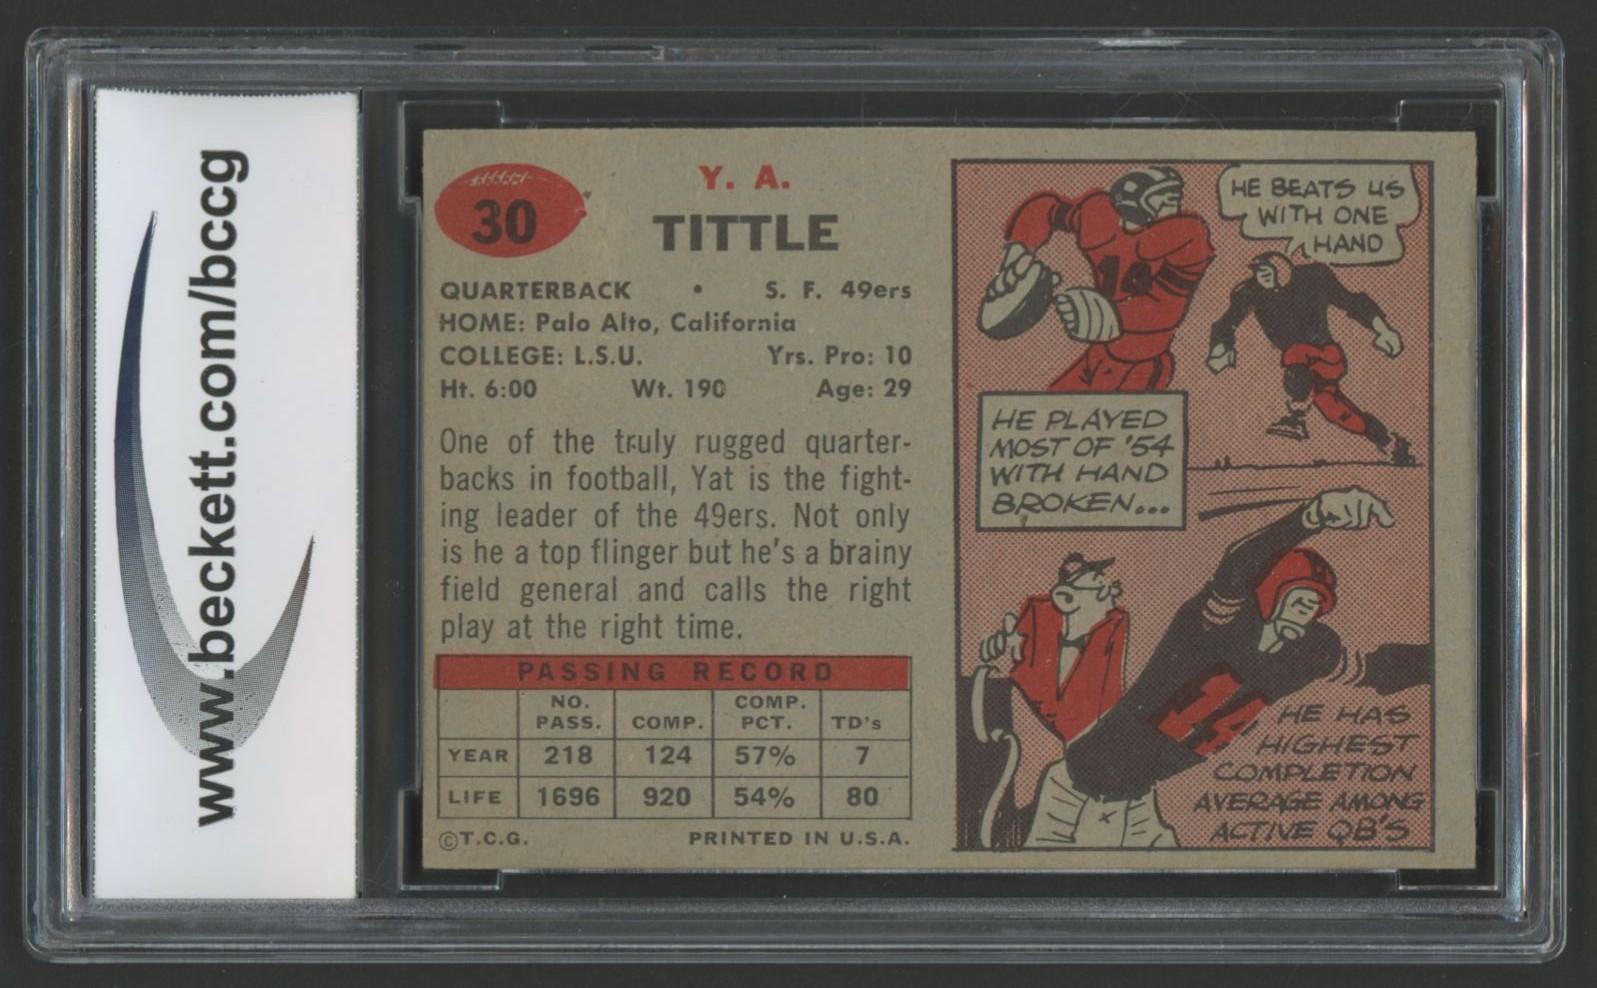 www.beckett.com/bccg
30
Y. A.
TITTLE
QUARTERBACK • S. F. 49ers
HOME: Palo Alto, California
COLLEGE: L.S.U. Yrs. Pro: 10
Ht. 6:00 Wt. 190 Age: 29
One of the truly rugged quarter-
backs in football, Yat is the fight-
ing leader of the 49ers. Not only
is he a top flinger but he's a brainy
field general and calls the right
play at the right time.
PASSING RECORD
NO. PASS. COMP. COMP. PCT. TD's
YEAR 218 124 57% 7
LIFE 1696 920 54% 80
©T.C.G. PRINTED IN U.S.A.
14
HE BEATS US
WITH ONE
HAND
HE PLAYED
MOST OF '54
WITH HAND
BROKEN...
14
HE HAS
HIGHEST
COMPLETION
AVERAGE AMONG
ACTIVE QB'S